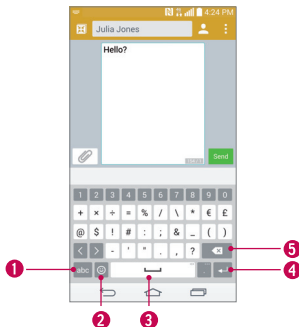 4:24 PM
Julia Jones
Hello?
Send
1 2 3 4 5 6 7 8 9 0
+ × ÷ = % / \ * € £
@ $ ! # : ; & _ ( )
< > - ' " . , ?
abc .
1
2
3
4
5